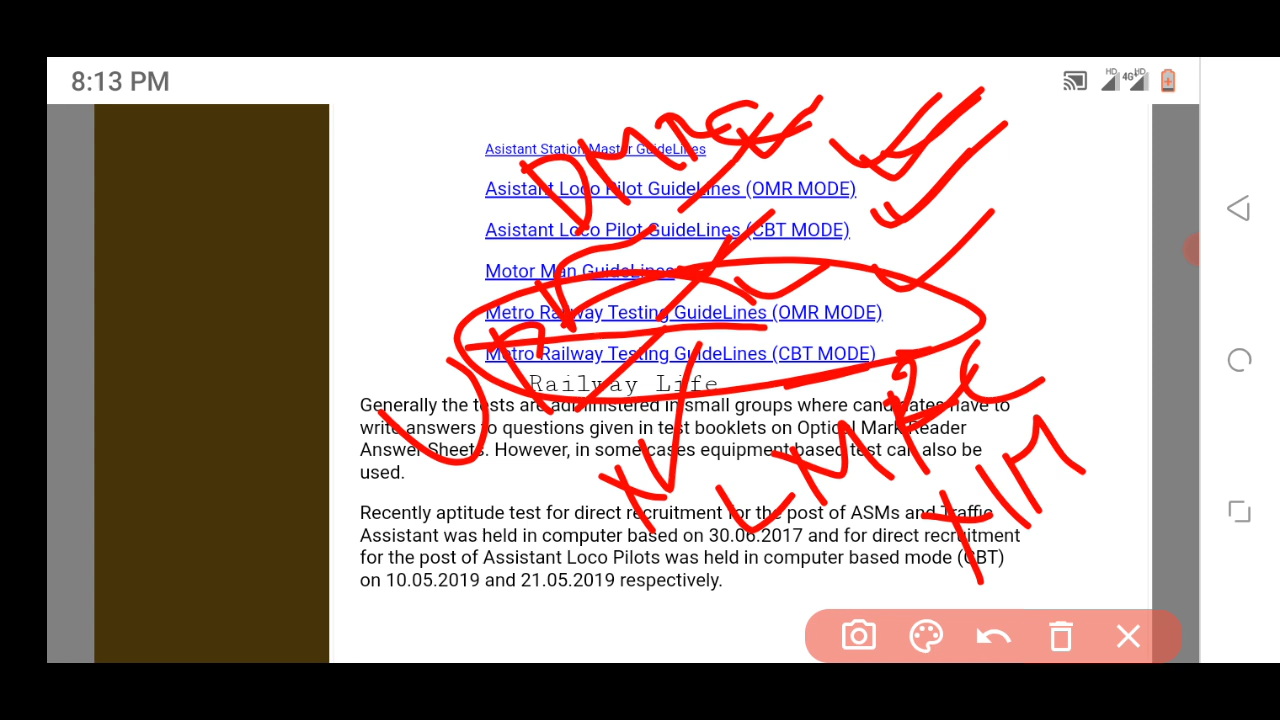 8:13 PM
HD 4G+ HD
Asistant Station Master GuideLines
Asistant Loco Pilot GuideLines (OMR MODE)
Asistant Loco Pilot GuideLines (CBT MODE)
Motor Man GuideLines
Metro Railway Testing GuideLines (OMR MODE)
Metro Railway Testing GuideLines (CBT MODE)
Railway Life
Generally the tests are administered in small groups where candidates have to
write answers to questions given in test booklets on Optical Mark Reader
Answer Sheets. However, in some cases equipment based test can also be
used.
Recently aptitude test for direct recruitment for the post of ASMs and Traffic
Assistant was held in computer based on 30.06.2017 and for direct recruitment
for the post of Assistant Loco Pilots was held in computer based mode (CBT)
on 10.05.2019 and 21.05.2019 respectively.
DMRC
LMRC